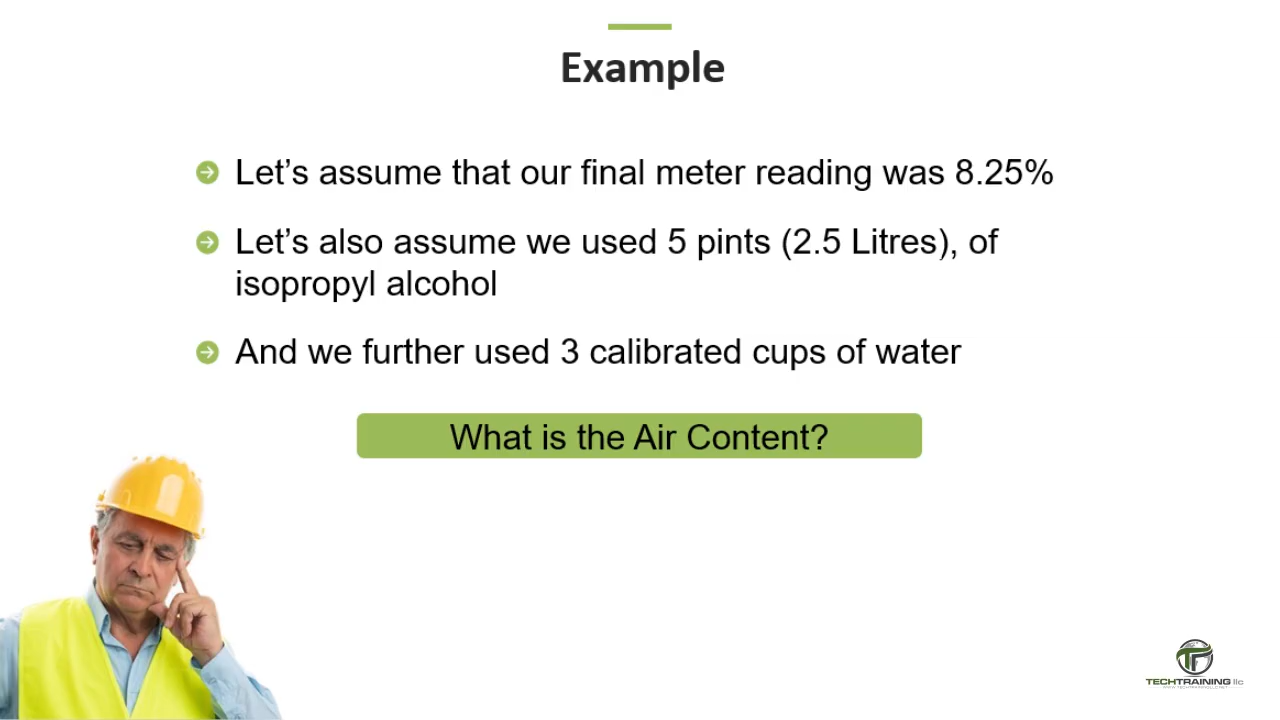 Example
Let’s assume that our final meter reading was 8.25%
Let’s also assume we used 5 pints (2.5 Litres), of
isopropyl alcohol
And we further used 3 calibrated cups of water
What is the Air Content?
TECHTRAINING llc